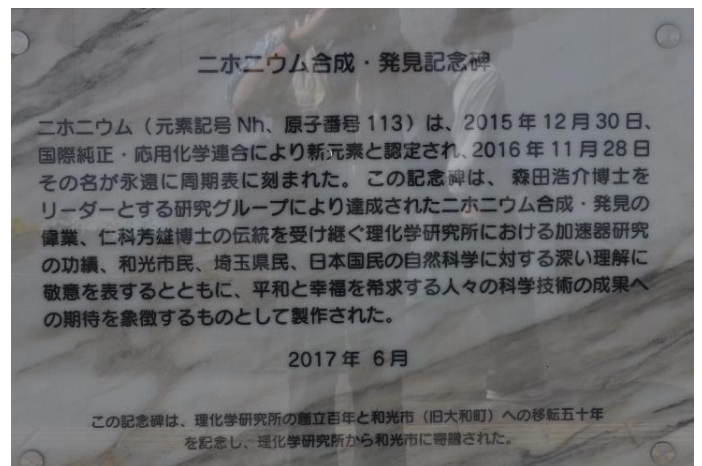 ニホニウム合成・発見記念碑
ニホニウム（元素記号 Nh、原子番号 113）は、2015 年 12 月 30 日、
国際純正・応用化学連合により新元素と認定され、2016 年 11 月 28 日
その名が永遠に周期表に刻まれた。 この記念碑は、 森田浩介博士を
リーダーとする研究グループにより達成されたニホニウム合成・発見の
偉業、仁科芳雄博士の伝統を受け継ぐ理化学研究所における加速器研究
の功績、和光市民、埼玉県民、日本国民の自然科学に対する深い理解に
敬意を表するとともに、平和と幸福を希求する人々の科学技術の成果へ
の期待を象徴するものとして製作された。
2017 年 6 月
この記念碑は、理化学研究所の創立百年と和光市（旧大和町）への移転五十年
を記念し、理化学研究所から和光市に寄贈された。